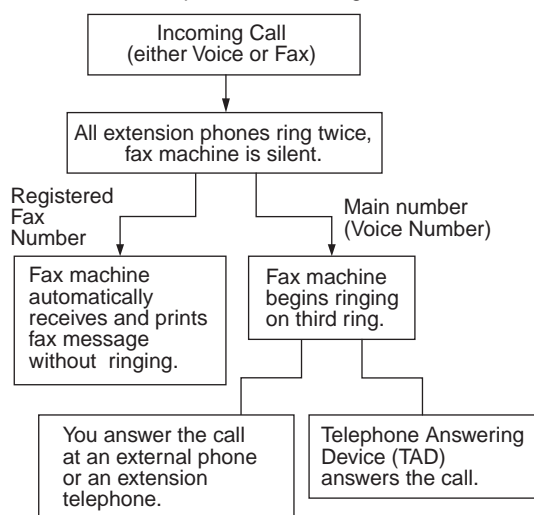 Incoming Call
(either Voice or Fax)
All extension phones ring twice,
fax machine is silent.
Registered
Fax
Number
Main number
(Voice Number)
Fax machine
automatically
receives and prints
fax message
without ringing.
Fax machine
begins ringing
on third ring.
You answer the call
at an external phone
or an extension
telephone.
Telephone Answering
Device (TAD)
answers the call.